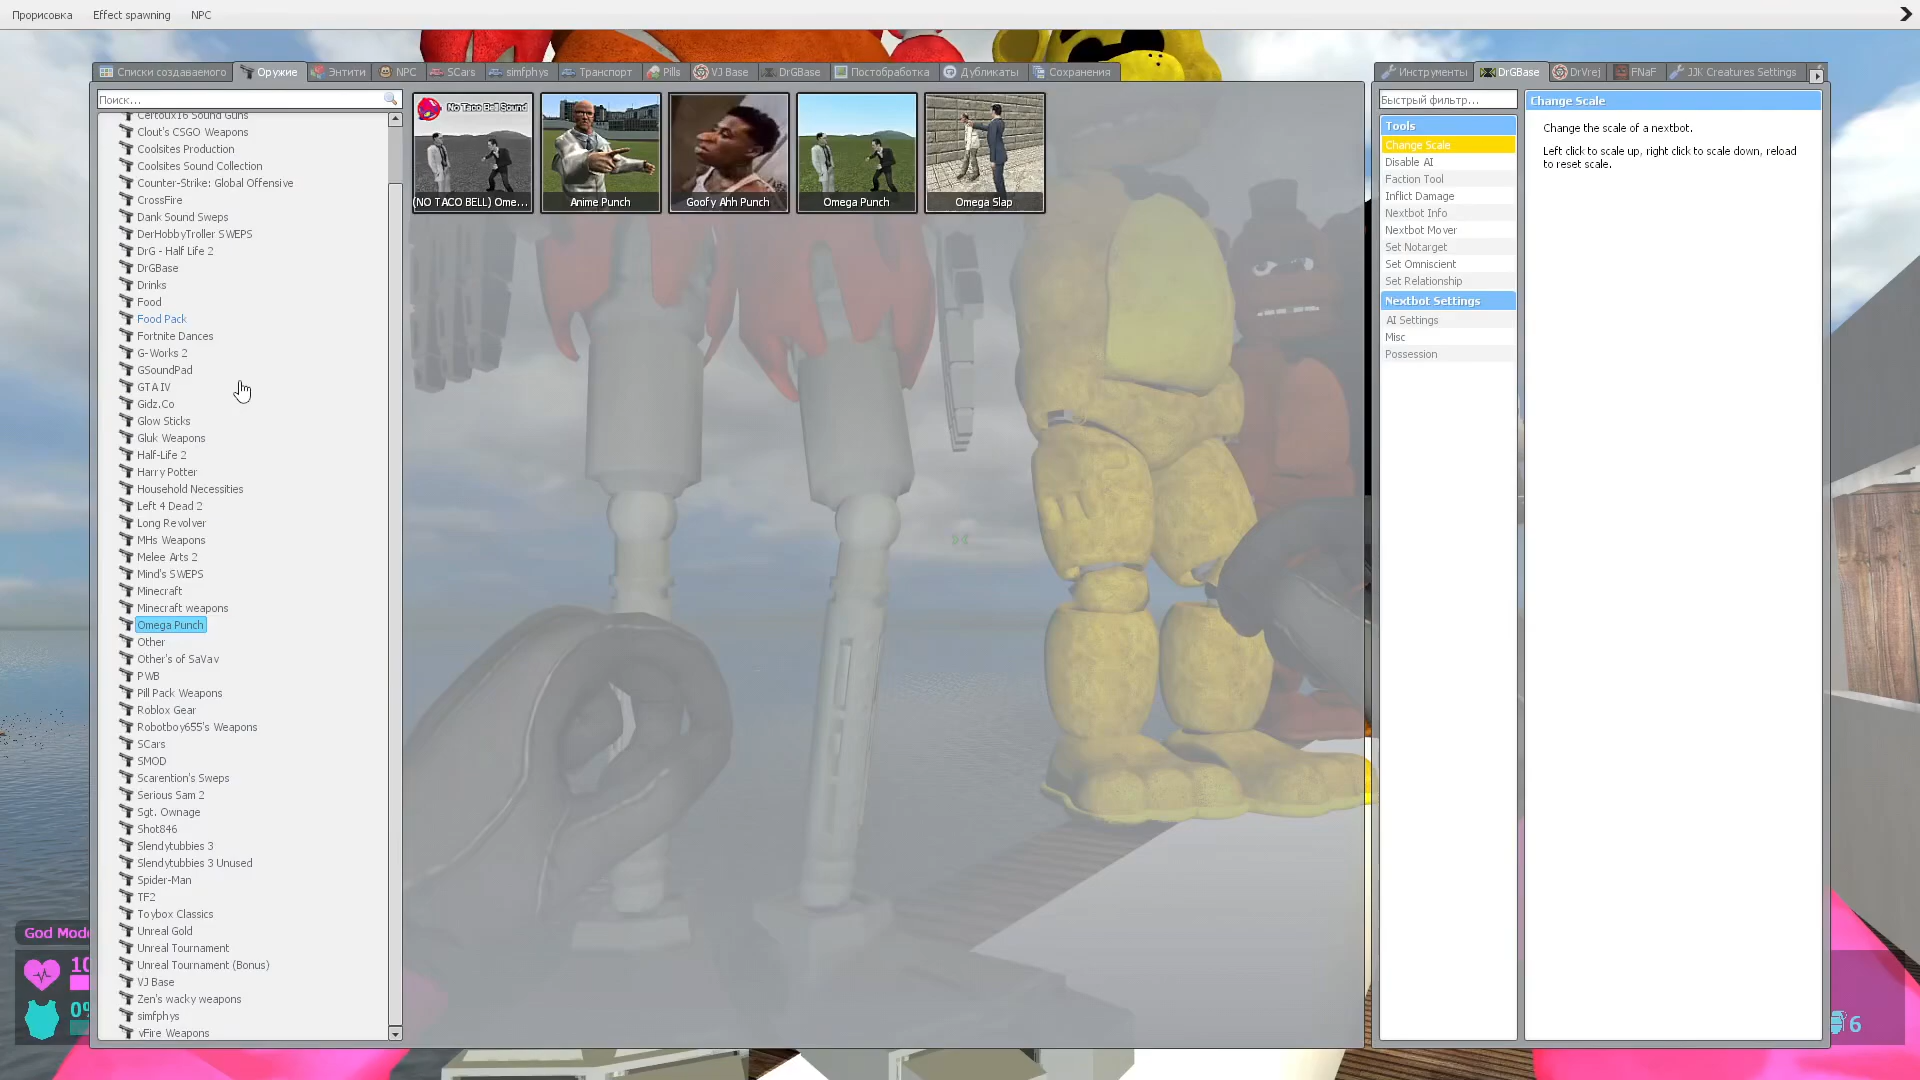 Прорисовка Effect spawning NPC
Списки создаваемого Оружие Энтити NPC SCars simfphys Транспорт Pills VJ Base DrGBase Постобработка Дубликаты Сохранения
Поиск...
Certoux16 Sound Guns
Clout's CSGO Weapons
Coolsites Production
Coolsites Sound Collection
Counter-Strike: Global Offensive
CrossFire
Dank Sound Sweps
DerHobbyTroller SWEPS
DrG - Half Life 2
DrGBase
Drinks
Food
Food Pack
Fortnite Dances
G-Works 2
GSoundPad
GTA IV
Gidz.Co
Glow Sticks
Gluk Weapons
Half-Life 2
Harry Potter
Household Necessities
Left 4 Dead 2
Long Revolver
MHs Weapons
Melee Arts 2
Mind's SWEPS
Minecraft
Minecraft weapons
Omega Punch
Other
Other's of SaVav
PWB
Pill Pack Weapons
Roblox Gear
Robotboy655's Weapons
SCars
SMOD
Scarention's Sweps
Serious Sam 2
Sgt. Ownage
Shot846
Slendytubbies 3
Slendytubbies 3 Unused
Spider-Man
TF2
Toybox Classics
Unreal Gold
Unreal Tournament
Unreal Tournament (Bonus)
VJ Base
Zen's wacky weapons
simfphys
vFire Weapons
No Taco Bell Sound
(NO TACO BELL) Ome... Anime Punch Goofy Ahh Punch Omega Punch Omega Slap
Инструменты DrGBase DrVrej FNaF JJK Creatures Settings
Быстрый фильтр...
Tools
Change Scale
Disable AI
Faction Tool
Inflict Damage
Nextbot Info
Nextbot Mover
Set Notarget
Set Omniscient
Set Relationship
Nextbot Settings
AI Settings
Misc
Possession
Change Scale
Change the scale of a nextbot.
Left click to scale up, right click to scale down, reload
to reset scale.
God Mode
10
0%
6